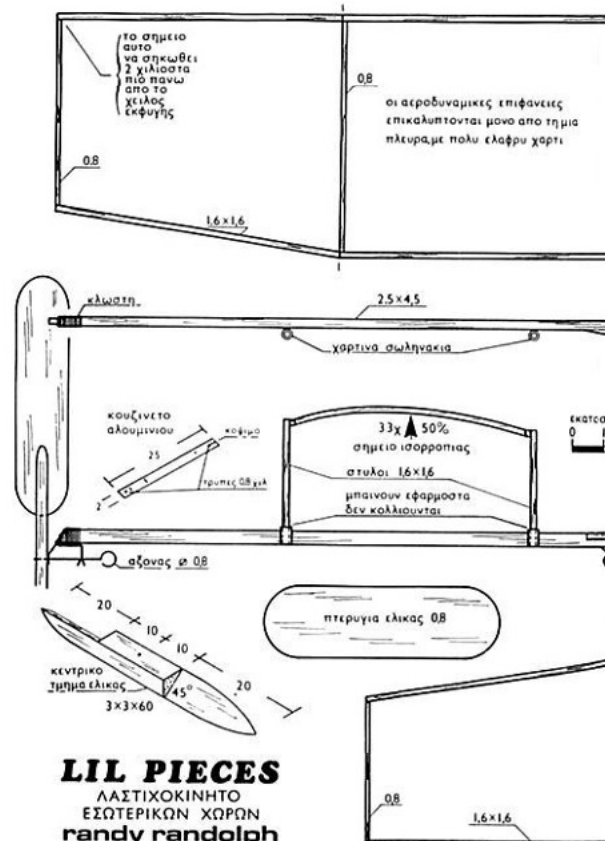 το σημειο
αυτο
να σηκωθει
2 χιλιοστα
πιό πανω
απο το
χειλος
εκφυγης
0,8
οι αεροδυναμικες επιφανειες
επικαλυπτονται μονο απο τη μια
πλευρα, με πολυ ελαφρυ χαρτι
0.8
1,6×1,6
κλωστη
2.5×4,5
χαρτινα σωληνακια
κουζινετο
αλουμινιου
κοψιμο
25
2
τρυπες 0,8 χιλ
33χ 50%
σημειο ισορροπιας
0
στυλοι 1,6×1,6
μπαινουν εφαρμοστα
δεν κολλιουνται
αξονας ø 0,8
20
10
10
20
πτερυγια ελικας 0,8
κεντρικο
τμημα ελικας
3×3×60
45°
0,8
1,6×1,6
LIL PIECES
ΛΑΣΤΙΧΟΚΙΝΗΤΟ
ΕΣΩΤΕΡΙΚΩΝ ΧΩΡΩΝ
randy randolph